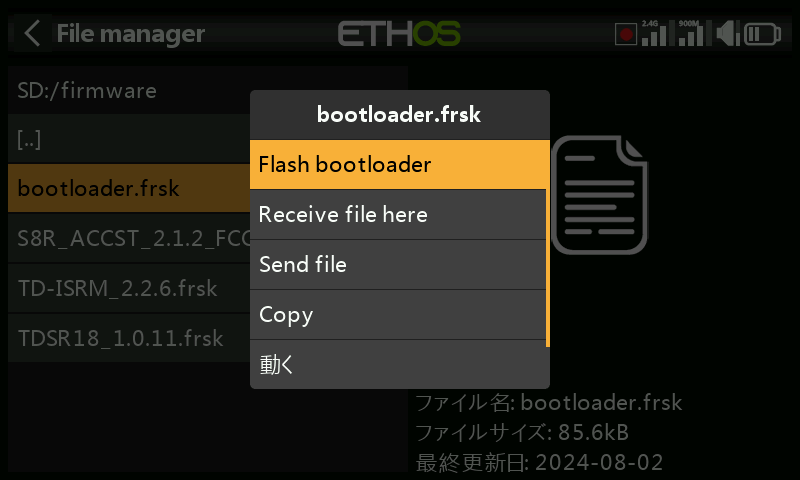 File manager
ETHOS
2.4G
900M
SD:/firmware
[..]
bootloader.frsk
S8R_ACCST_2.1.2_FCC
TD-ISRM_2.2.6.frsk
TDSR18_1.0.11.frsk
bootloader.frsk
Flash bootloader
Receive file here
Send file
Copy
動く
ファイル名: bootloader.frsk
ファイルサイズ: 85.6kB
最終更新日: 2024-08-02